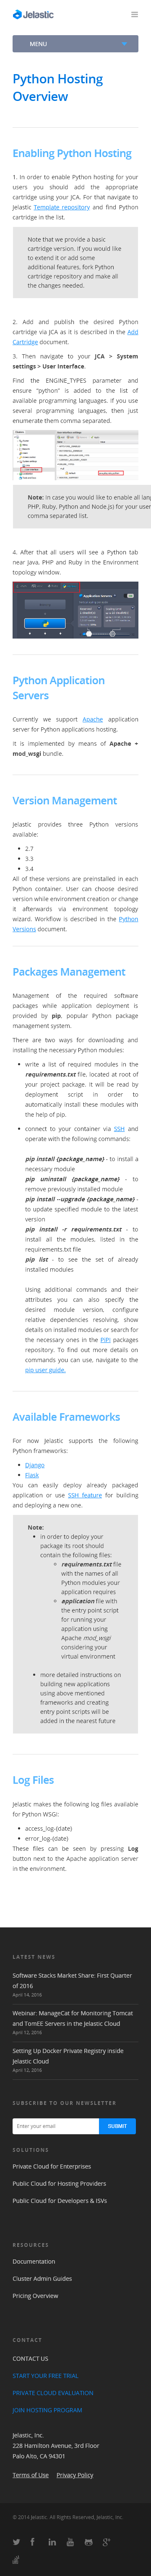 Jelastic
MENU
Python Hosting
Overview
Enabling Python Hosting
1. In order to enable Python hosting for your
users you should add the appropriate
cartridge using your JCA. For that navigate to
Jelastic Template repository and find Python
cartridge in the list.
Note that we provide a basic
cartridge version. If you would like
to extend it or add some
additional features, fork Python
cartridge repository and make all
the changes needed.
2. Add and publish the desired Python
cartridge via JCA as it is described in the Add
Cartridge document.
3. Then navigate to your JCA > System
settings > User Interface.
Find the ENGINE_TYPES parameter and
ensure "python" is added to the list of
available programming languages. If you use
several programming languages, then just
enumerate them comma separated.
Note: in case you would like to enable all lan
PHP, Ruby, Python and Node.js) for your user
comma separated list.
4. After that all users will see a Python tab
near Java, PHP and Ruby in the Environment
topology window.
Python Application
Servers
Currently we support Apache application
server for Python applications hosting.
It is implemented by means of Apache +
mod_wsgi bundle.
Version Management
Jelastic provides three Python versions
available:
2.7
3.3
3.4
All of these versions are preinstalled in each
Python container. User can choose desired
version while environment creation or change
it afterwards via environment topology
wizard. Workflow is described in the Python
Versions document.
Packages Management
Management of the required software
packages while application deployment is
provided by pip, popular Python package
management system.
There are two ways for downloading and
installing the necessary Python modules:
write a list of required modules in the
requirements.txt file, located at root of
your project package. It will be read by
deployment script in order to
automatically install these modules with
the help of pip.
connect to your container via SSH and
operate with the following commands:
pip install {package_name} - to install a
necessary module
pip uninstall {package_name} - to
remove previously installed module
pip install --upgrade {package_name} -
to update specified module to the latest
version
pip install -r requirements.txt - to
install all the modules, listed in the
requirements.txt file
pip list - to see the set of already
installed modules
Using additional commands and their
attributes you can also specify the
desired module version, configure
relative dependencies resolving, show
details on installed modules or search for
the necessary ones in the PiPi packages
repository. To find out more details on
commands you can use, navigate to the
pip user guide.
Available Frameworks
For now Jelastic supports the following
Python frameworks:
Django
Flask
You can easily deploy already packaged
application or use SSH feature for building
and deploying a new one.
Note:
in order to deploy your
package its root should
contain the following files:
requirements.txt file
with the names of all
Python modules your
application requires
application file with
the entry point script
for your application
running using
Apache mod_wsgi
considering your
virtual environment
more detailed instructions on
building new applications
using above mentioned
frameworks and creating
entry point scripts will be
added in the nearest future
Log Files
Jelastic makes the following log files available
for Python WSGI:
access_log-{date}
error_log-{date}
These files can be seen by pressing Log
button next to the Apache application server
in the environment.
LATEST NEWS
Software Stacks Market Share: First Quarter
of 2016
April 14, 2016
Webinar: ManageCat for Monitoring Tomcat
and TomEE Servers in the Jelastic Cloud
April 12, 2016
Setting Up Docker Private Registry inside
Jelastic Cloud
April 12, 2016
SUBSCRIBE TO OUR NEWSLETTER
Enter your email SUBMIT
SOLUTIONS
Private Cloud for Enterprises
Public Cloud for Hosting Providers
Public Cloud for Developers & ISVs
RESOURCES
Documentation
Cluster Admin Guides
Pricing Overview
CONTACT
CONTACT US
START YOUR FREE TRIAL
PRIVATE CLOUD EVALUATION
JOIN HOSTING PROGRAM
Jelastic, Inc.
228 Hamilton Avenue, 3rd Floor
Palo Alto, CA 94301
Terms of Use Privacy Policy
© 2014 Jelastic. All Rights Reserved, Jelastic, Inc.